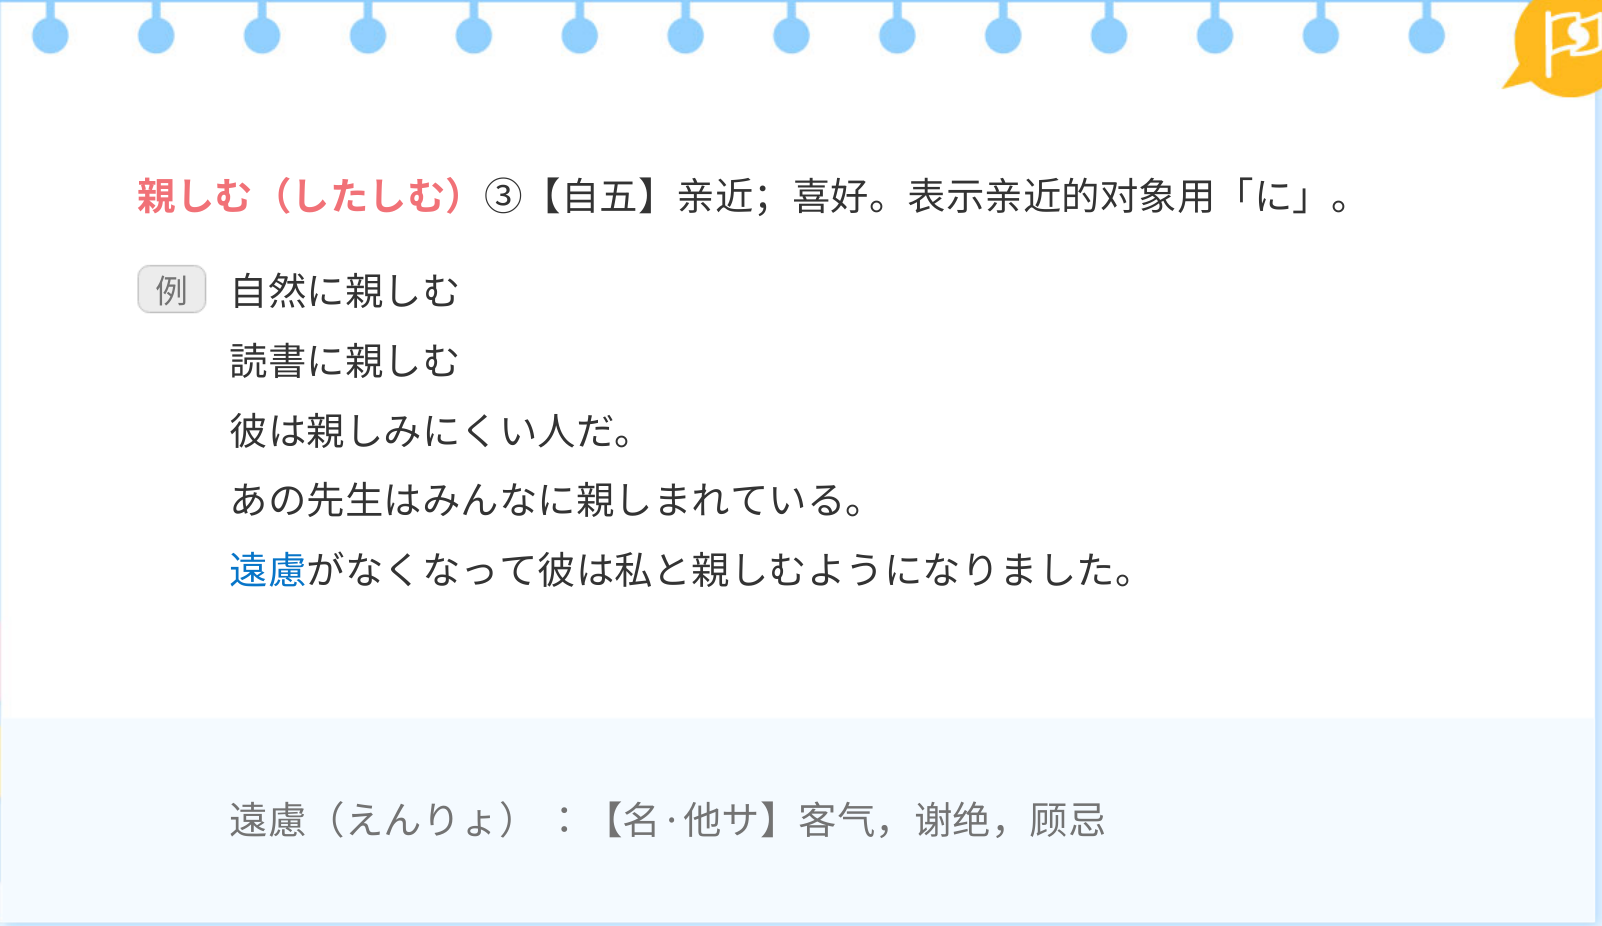 親しむ（したしむ）③【自五】亲近；喜好。表示亲近的对象用「に」。
例 自然に親しむ
読書に親しむ
彼は親しみにくい人だ。
あの先生はみんなに親しまれている。
遠慮がなくなって彼は私と親しむようになりました。
遠慮（えんりょ）：【名·他サ】客气，谢绝，顾忌